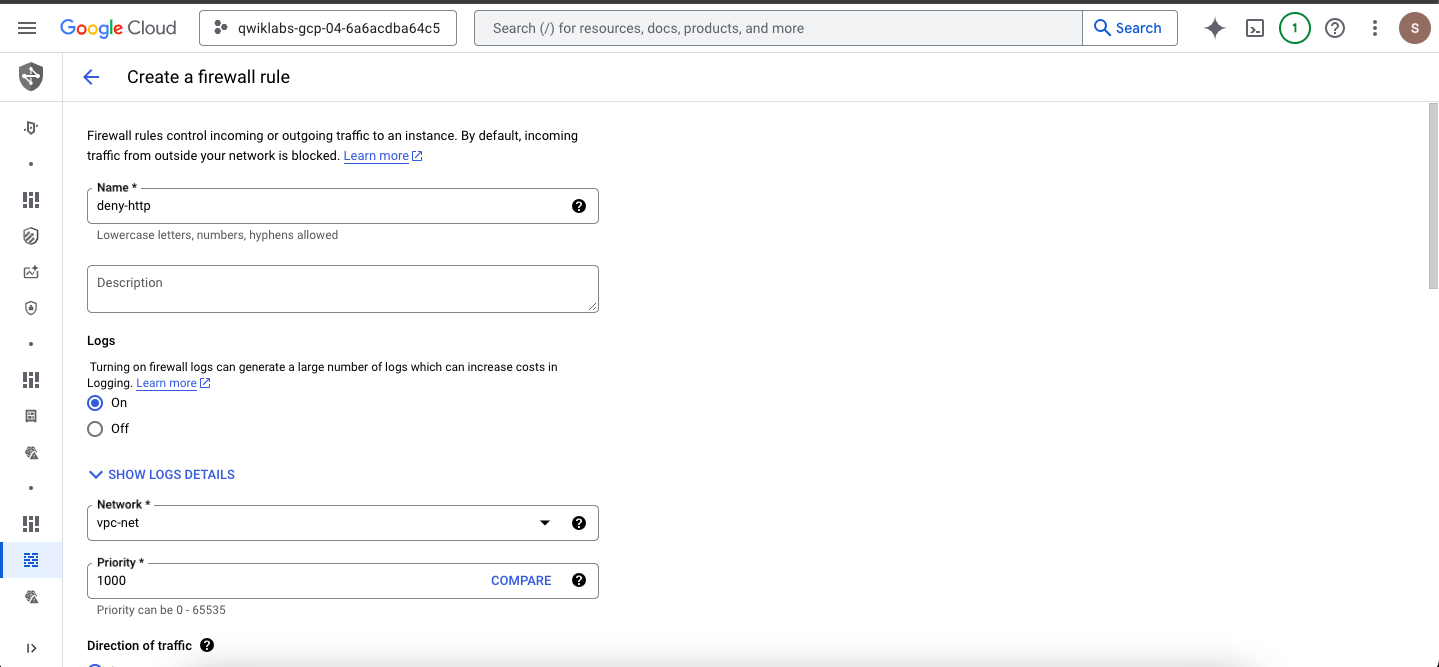 Google Cloud
qwiklabs-gcp-04-6a6acdba64c5
Search (/) for resources, docs, products, and more
Search
1
S
Create a firewall rule
Firewall rules control incoming or outgoing traffic to an instance. By default, incoming
traffic from outside your network is blocked. Learn more
Name *
deny-http
Lowercase letters, numbers, hyphens allowed
Description
Logs
Turning on firewall logs can generate a large number of logs which can increase costs in
Logging. Learn more
On
Off
SHOW LOGS DETAILS
Network *
vpc-net
Priority *
1000
COMPARE
Priority can be 0 - 65535
Direction of traffic